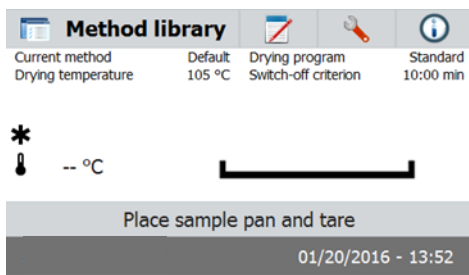 Method library
Current method Default Drying program Standard
Drying temperature 105 °C Switch-off criterion 10:00 min
-- °C
Place sample pan and tare
01/20/2016 - 13:52